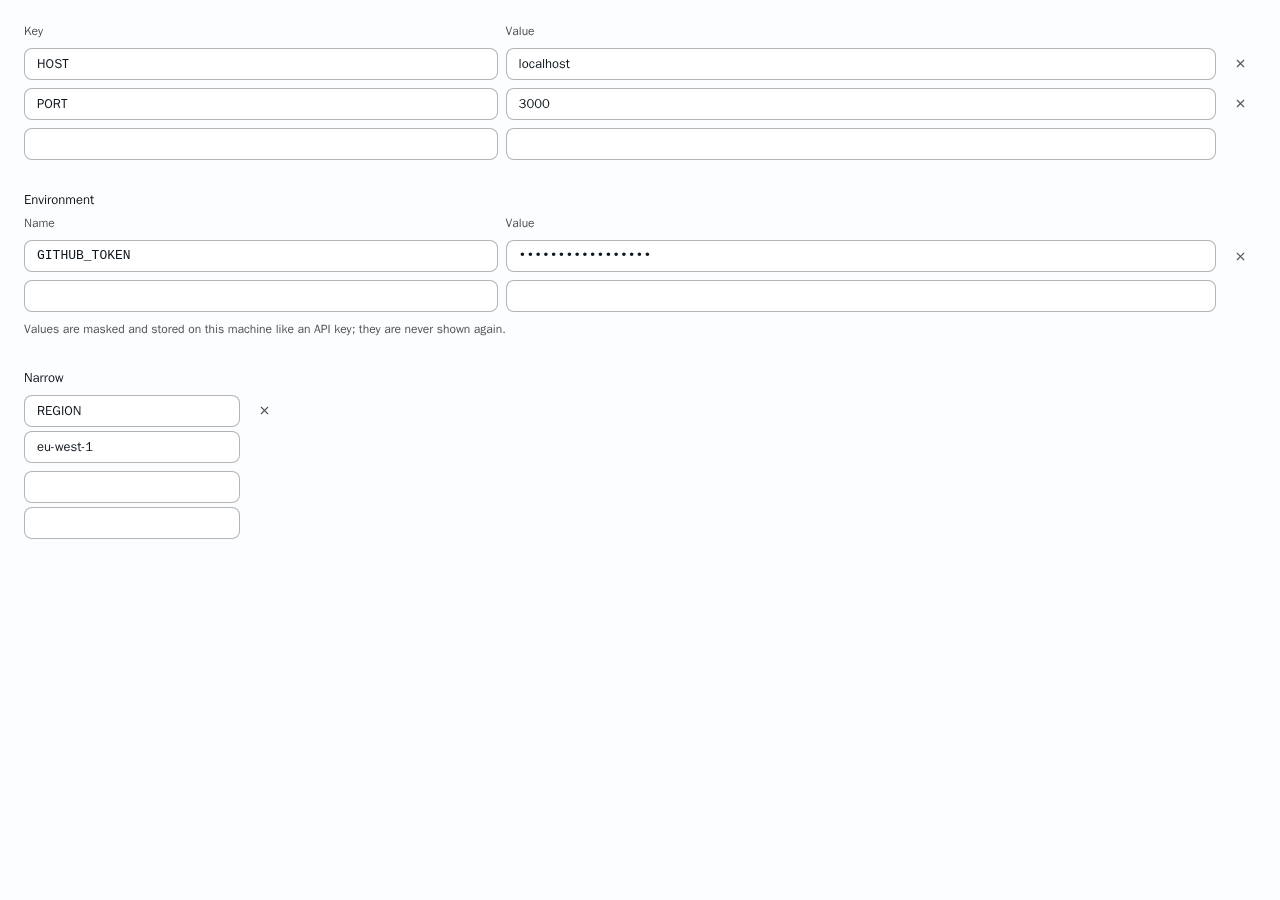 Key Value
HOST localhost ×
PORT 3000 ×
Environment
Name Value
GITHUB_TOKEN ••••••••••••••••• ×
Values are masked and stored on this machine like an API key; they are never shown again.
Narrow
REGION ×
eu-west-1